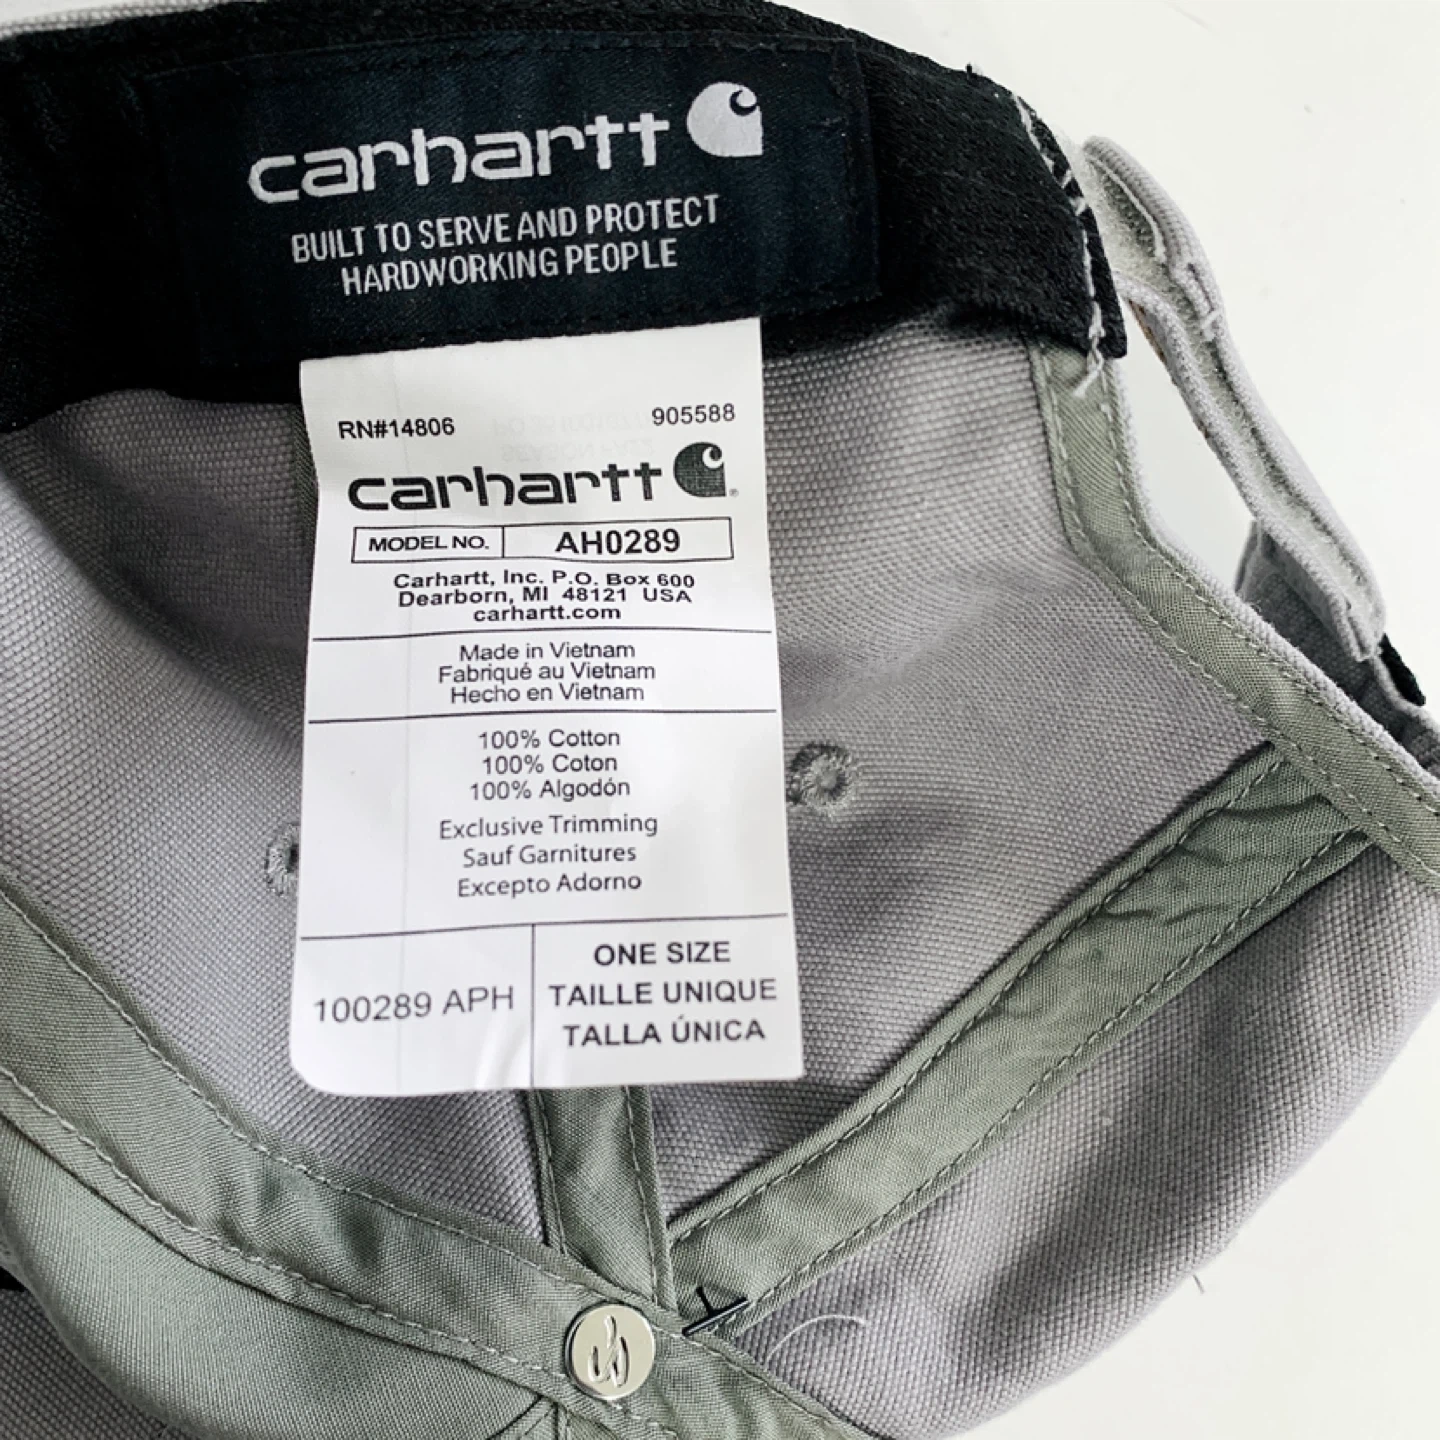 carhartt
BUILT TO SERVE AND PROTECT
HARDWORKING PEOPLE
RN#14806 905588
carhartt
MODEL NO. AH0289
Carhartt, Inc. P.O. Box 600
Dearborn, MI 48121 USA
carhartt.com
Made in Vietnam
Fabriqué au Vietnam
Hecho en Vietnam
100% Cotton
100% Coton
100% Algodón
Exclusive Trimming
Sauf Garnitures
Excepto Adorno
100289 APH
ONE SIZE
TAILLE UNIQUE
TALLA ÚNICA